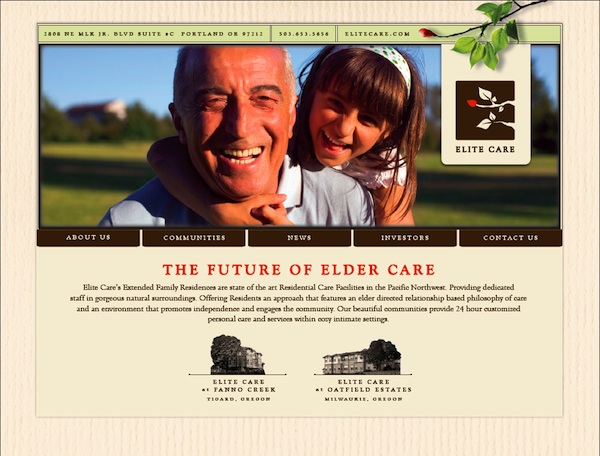 2808 NE MLK JR. BLVD SUITE #C PORTLAND OR 97212
503.653.5656
ELITECARE.COM
ELITE CARE
ABOUT US
COMMUNITIES
NEWS
INVESTORS
CONTACT US
THE FUTURE OF ELDER CARE
Elite Care's Extended Family Residences are state of the art Residential Care Facilities in the Pacific Northwest. Providing dedicated
staff in gorgeous natural surroundings. Offering Residents an approach that features an elder directed relationship based philosophy of care
and an environment that promotes independence and engages the community. Our beautiful communities provide 24 hour customized
personal care and services within cosy intimate settings.
ELITE CARE
at FANNO CREEK
TIGARD, OREGON
ELITE CARE
at OATFIELD ESTATES
MILWAUKIE, OREGON